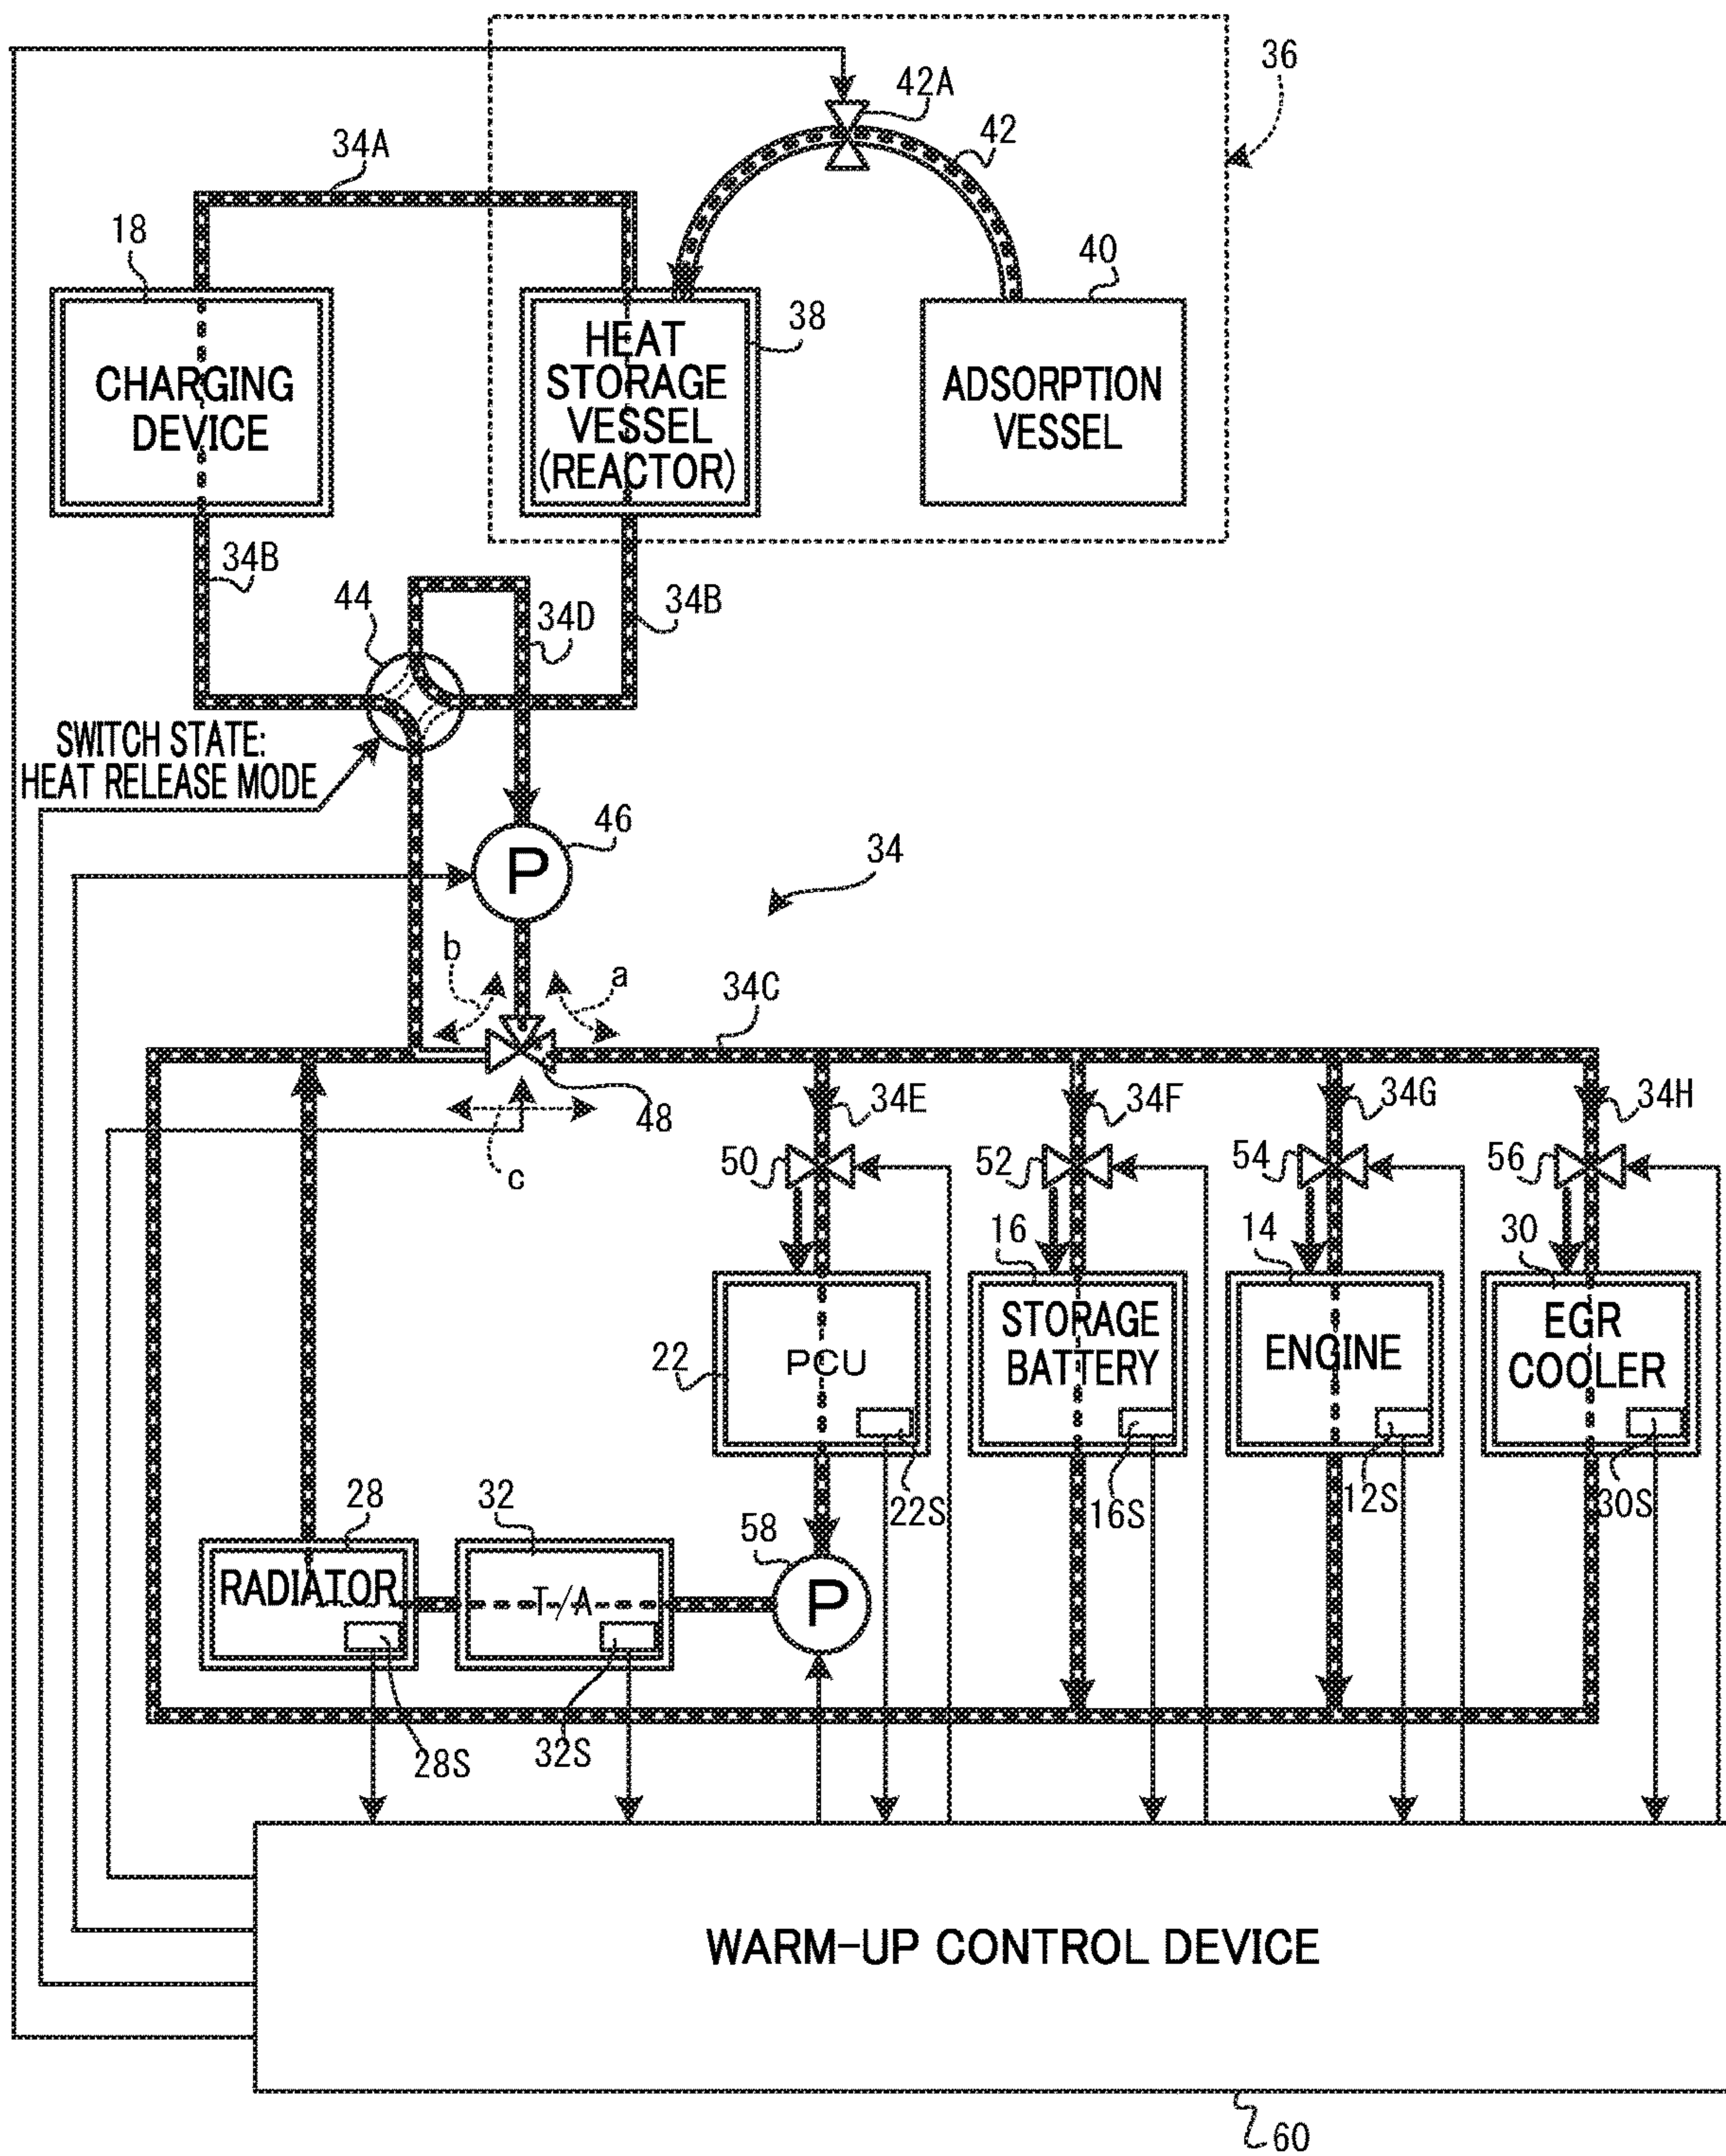 36
42A
42
34A
18
40
38
CHARGING
DEVICE
HEAT
STORAGE
VESSEL
(REACTOR)
ADSORPTION
VESSEL
34B
44
34D
34B
SWITCH STATE:
HEAT RELEASE MODE
46
P
34
b
a
34C
48
c
34E
34F
34G
34H
50
52
54
56
16
14
30
22
PCU
STORAGE
BATTERY
ENGINE
EGR
COOLER
22S
16S
12S
30S
28
32
58
RADIATOR
T/A
P
28S
32S
WARM-UP CONTROL DEVICE
60